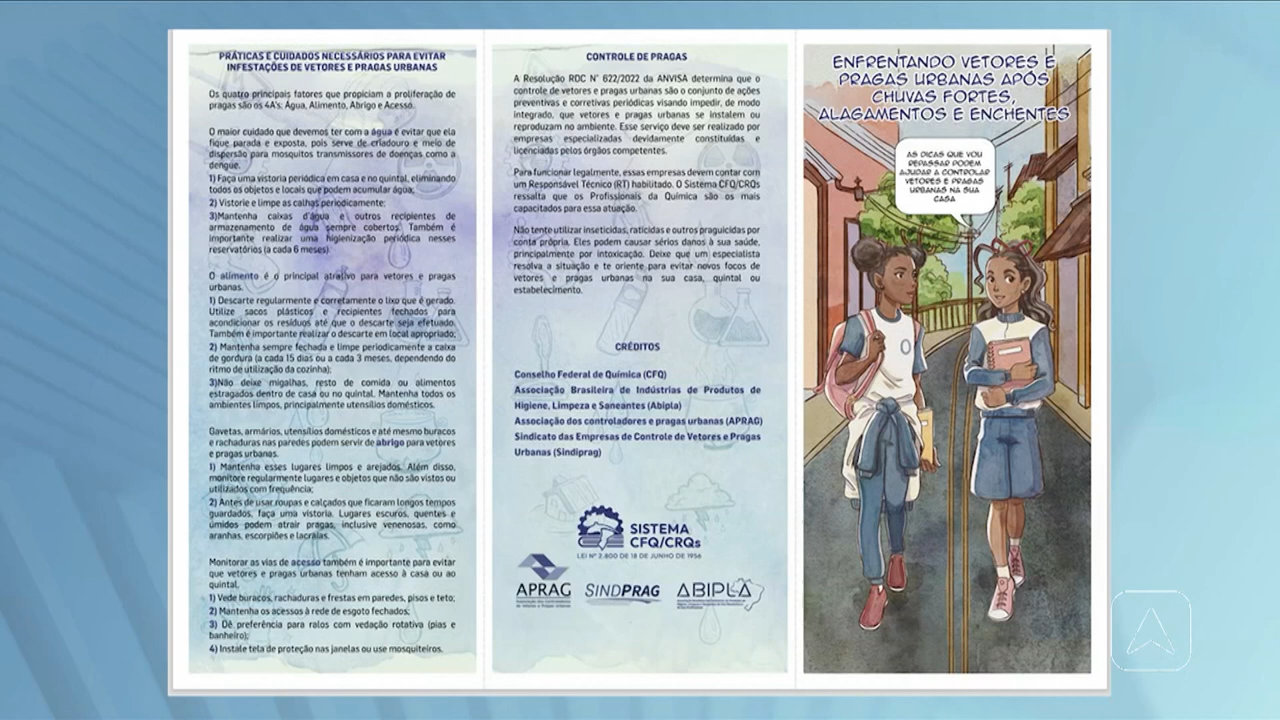 PRÁTICAS E CUIDADOS NECESSÁRIOS PARA EVITAR
INFESTAÇÕES DE VETORES E PRAGAS URBANAS
Os quatro principais fatores que propiciam a proliferação de
pragas são os 4A's: Água, Alimento, Abrigo e Acesso.
O maior cuidado que devemos ter com a água é evitar que ela
fique parada e exposta, pois serve de criadouro e meio de
dispersão para mosquitos transmissores de doenças como a
dengue.
1) Faça uma vistoria periódica em casa e no quintal, eliminando
todos os objetos e locais que podem acumular água;
2) Vistorie e limpe as calhas periodicamente;
3)Mantenha caixas d'água e outros recipientes de
armazenamento de água sempre cobertos. Também é
importante realizar uma higienização periódica nesses
reservatórios (a cada 6 meses).
O alimento é o principal atrativo para vetores e pragas
urbanas.
1) Descarte regularmente e corretamente o lixo que é gerado.
Utilize sacos plásticos e recipientes fechados para
acondicionar os resíduos até que o descarte seja efetuado.
Também é importante realizar o descarte em local apropriado;
2) Mantenha sempre fechada e limpe periodicamente a caixa
de gordura (a cada 15 dias ou a cada 3 meses, dependendo do
ritmo de utilização da cozinha);
3)Não deixe migalhas, resto de comida ou alimentos
estragados dentro de casa ou no quintal. Mantenha todos os
ambientes limpos, principalmente utensílios domésticos.
Gavetas, armários, utensílios domésticos e até mesmo buracos
e rachaduras nas paredes podem servir de abrigo para vetores
e pragas urbanas.
1) Mantenha esses lugares limpos e arejados. Além disso,
monitore regularmente lugares e objetos que não são vistos ou
utilizados com frequência;
2) Antes de usar roupas e calçados que ficaram longos tempos
guardados, faça uma vistoria. Lugares escuros, quentes e
úmidos podem atrair pragas, inclusive venenosas, como
aranhas, escorpiões e lacraias.
Monitorar as vias de acesso também é importante para evitar
que vetores e pragas urbanas tenham acesso à casa ou ao
quintal.
1) Vede buracos, rachaduras e frestas em paredes, pisos e teto;
2) Mantenha os acessos à rede de esgoto fechados;
3) Dê preferência para ralos com vedação rotativa (pias e
banheiro);
4) Instale tela de proteção nas janelas ou use mosquiteiros.
CONTROLE DE PRAGAS
A Resolução RDC N° 622/2022 da ANVISA determina que o
controle de vetores e pragas urbanas são o conjunto de ações
preventivas e corretivas periódicas visando impedir, de modo
integrado, que vetores e pragas urbanas se instalem ou
reproduzam no ambiente. Esse serviço deve ser realizado por
empresas especializadas devidamente constituídas e
licenciadas pelos órgãos competentes.
Para funcionar legalmente, essas empresas devem contar com
um Responsável Técnico (RT) habilitado. O Sistema CFQ/CRQs
ressalta que os Profissionais da Química são os mais
capacitados para essa atuação.
Não tente utilizar inseticidas, raticidas e outros praguicidas por
conta própria. Eles podem causar sérios danos à sua saúde,
principalmente por intoxicação. Deixe que um especialista
resolva a situação e te oriente para evitar novos focos de
vetores e pragas urbanas na sua casa, quintal ou
estabelecimento.
CRÉDITOS
Conselho Federal de Química (CFQ)
Associação Brasileira de Indústrias de Produtos de
Higiene, Limpeza e Saneantes (Abipla)
Associação dos controladores e pragas urbanas (APRAG)
Sindicato das Empresas de Controle de Vetores e Pragas
Urbanas (Sindiprag)
SISTEMA
CFQ/CRQs
LEI Nº 2.800 DE 18 DE JUNHO DE 1956
APRAG
SINDPRAG
ABIPLA
ENFRENTANDO VETORES E
PRAGAS URBANAS APÓS
CHUVAS FORTES,
ALAGAMENTOS E ENCHENTES
AS DICAS QUE VOU
REPASSAR PODEM
AJUDAR A CONTROLAR
VETORES E PRAGAS
URBANAS NA SUA
CASA